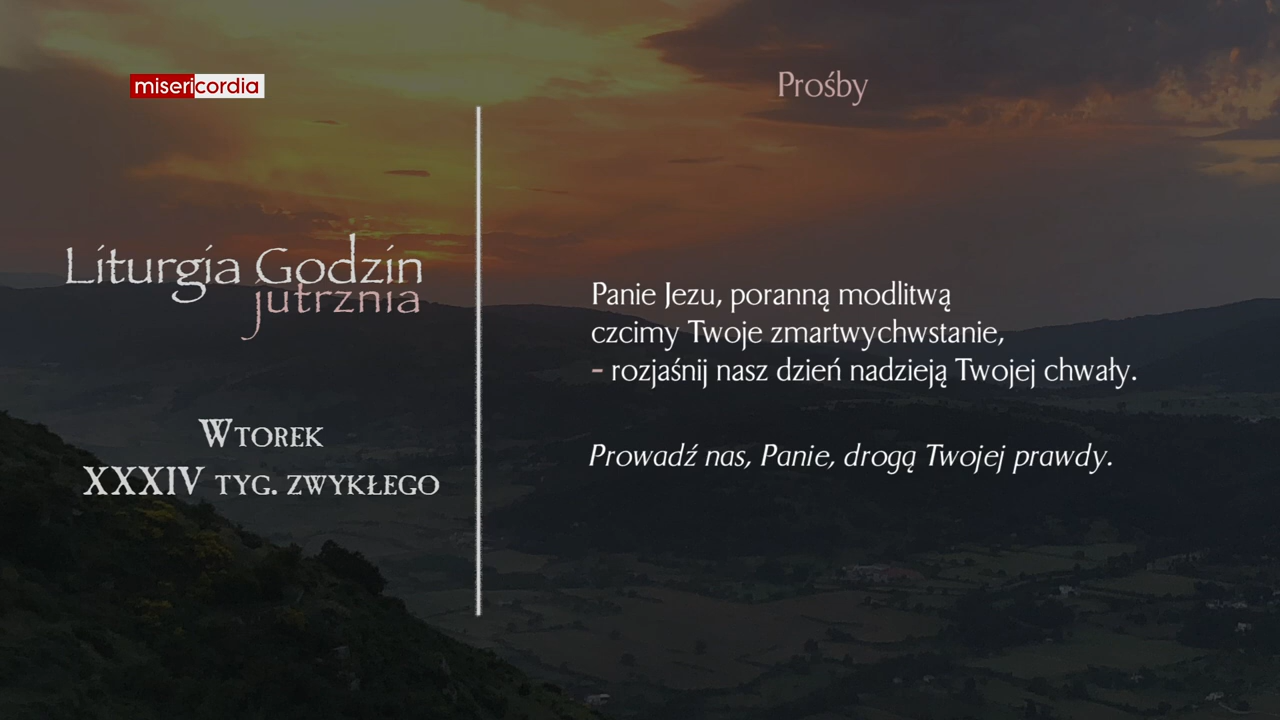 misericordia
Liturgia Godzin
jutrznia
Wtorek
XXXIV tyg. zwykłego
Prośby
Panie Jezu, poranną modlitwą
czcimy Twoje zmartwychwstanie,
- rozjaśnij nasz dzień nadzieją Twojej chwały.
Prowadź nas, Panie, drogą Twojej prawdy.